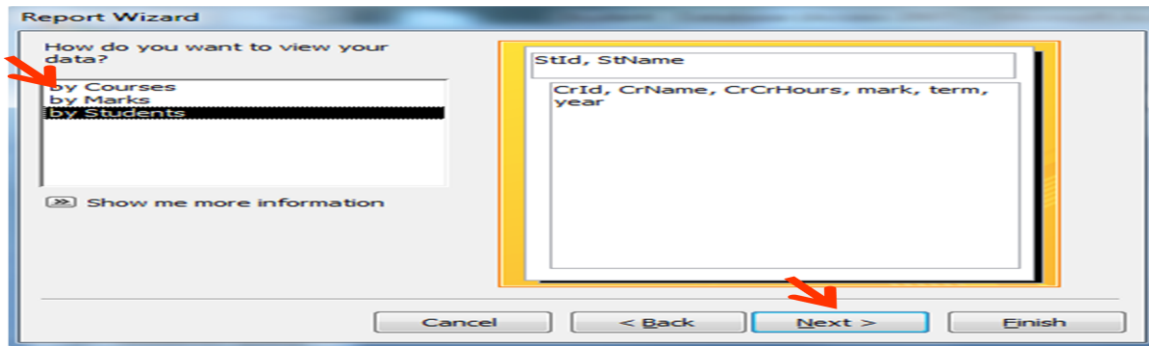 Report Wizard
How do you want to view your
data?
by Courses
by Marks
by Students
Show me more information
StId, StName
CrId, CrName, CrCrHours, mark, term,
year
Cancel
< Back
Next >
Finish